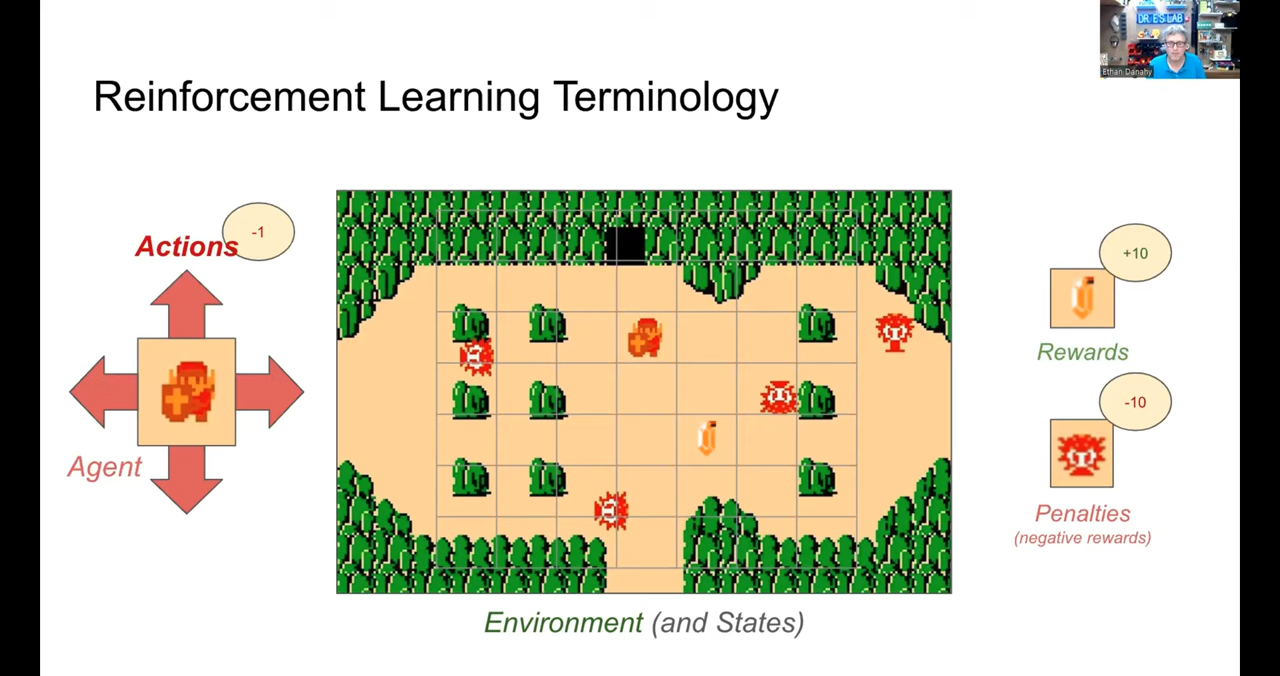 DR. E'S LAB
Ethan Danahy
Reinforcement Learning Terminology
-1
Actions
Agent
Environment (and States)
+10
Rewards
-10
Penalties
(negative rewards)